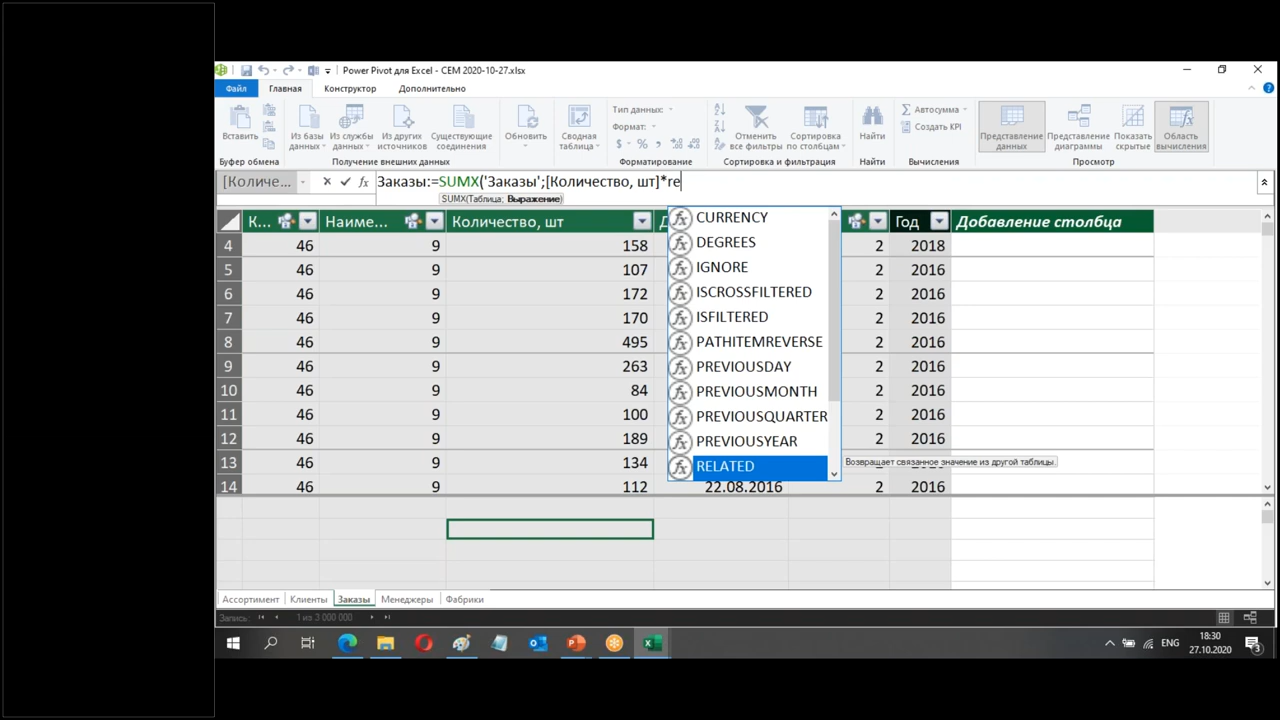 Power Pivot для Excel - СЕМ 2020-10-27.xlsx
Файл Главная Конструктор Дополнительно
Вставить
Буфер обмена
Из базы данных
Из службы данных
Из других источников
Существующие соединения
Получение внешних данных
Обновить
Сводная таблица
Тип данных:
Формат:
$ % ,
Форматирование
Отменить все фильтры
Сортировка по столбцам
Сортировка и фильтрация
Найти
Найти
Автосумма
Создать KPI
Вычисления
Представление данных
Представление диаграммы
Показать скрытые
Область вычисления
Просмотр
[Количе... fx Заказы:=SUMX('Заказы';[Количество, шт]*re
SUMX(Таблица; Выражение)
К... Наиме... Количество, шт Год Добавление столбца
4 46 9 158 2 2018
5 46 9 107 2 2016
6 46 9 172 2 2016
7 46 9 170 2 2016
8 46 9 495 2 2016
9 46 9 263 2 2016
10 46 9 84 2 2016
11 46 9 100 2 2016
12 46 9 189 2 2016
13 46 9 134 2 2016
14 46 9 112 22.08.2016 2 2016
CURRENCY
DEGREES
IGNORE
ISCROSSFILTERED
ISFILTERED
PATHITEMREVERSE
PREVIOUSDAY
PREVIOUSMONTH
PREVIOUSQUARTER
PREVIOUSYEAR
RELATED
Возвращает связанное значение из другой таблицы.
Ассортимент Клиенты Заказы Менеджеры Фабрики
Запись: 1 из 3 000 000
ENG
18:30
27.10.2020
3